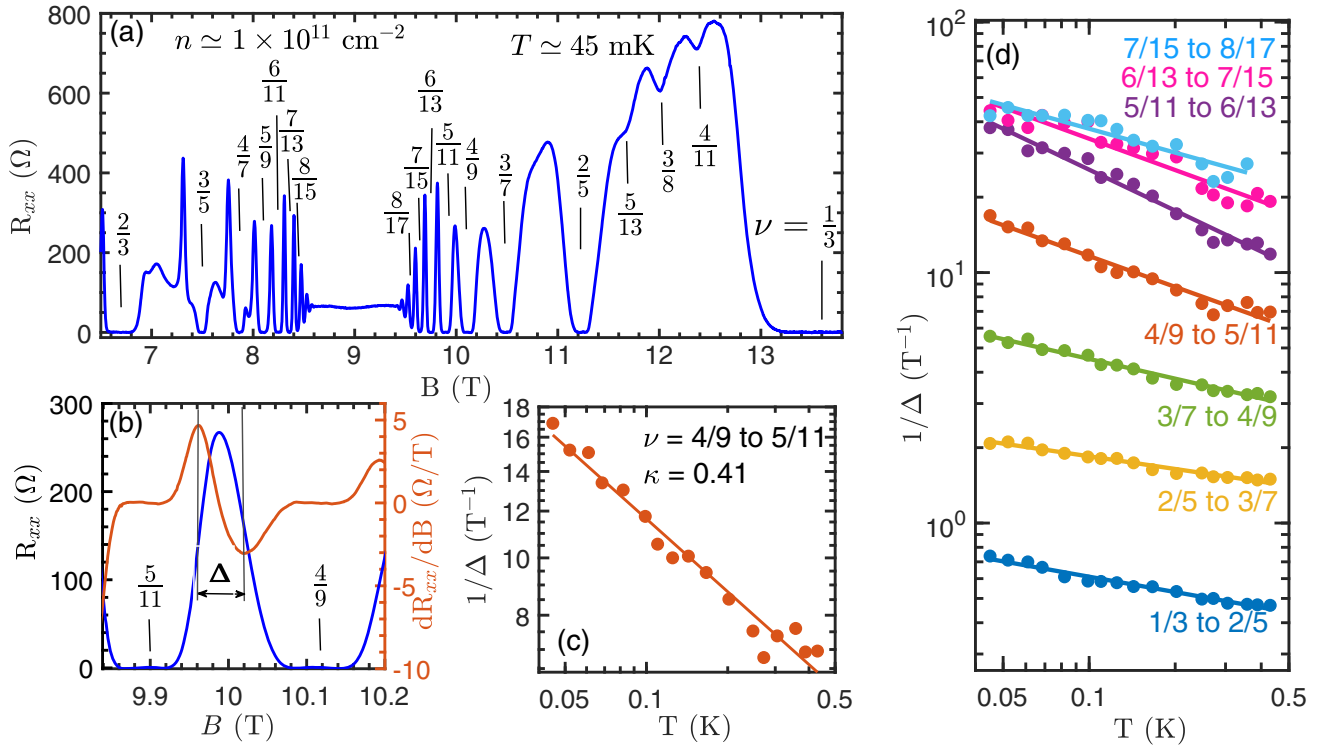 (a)
n ≃ 1 × 10¹¹ cm⁻²
T ≃ 45 mK
R_xx (Ω)
800
600
400
200
0
2/3
3/5
4/7
5/9
6/11
7/13
8/15
8/17
7/15
6/13
5/11
4/9
3/7
2/5
5/13
3/8
4/11
ν = 1/3
6 7 8 9 10 11 12 13
B (T)
(b)
R_xx (Ω)
300
200
100
0
5/11
Δ
4/9
5
0
-5
-10
dR_xx/dB (Ω/T)
9.9 10 10.1 10.2
B (T)
(c)
ν = 4/9 to 5/11
κ = 0.41
1/Δ (T⁻¹)
18
16
14
12
10
8
0.05 0.1 0.5
T (K)
(d)
7/15 to 8/17
6/13 to 7/15
5/11 to 6/13
4/9 to 5/11
3/7 to 4/9
2/5 to 3/7
1/3 to 2/5
1/Δ (T⁻¹)
10²
10¹
10⁰
0.05 0.1 0.5
T (K)